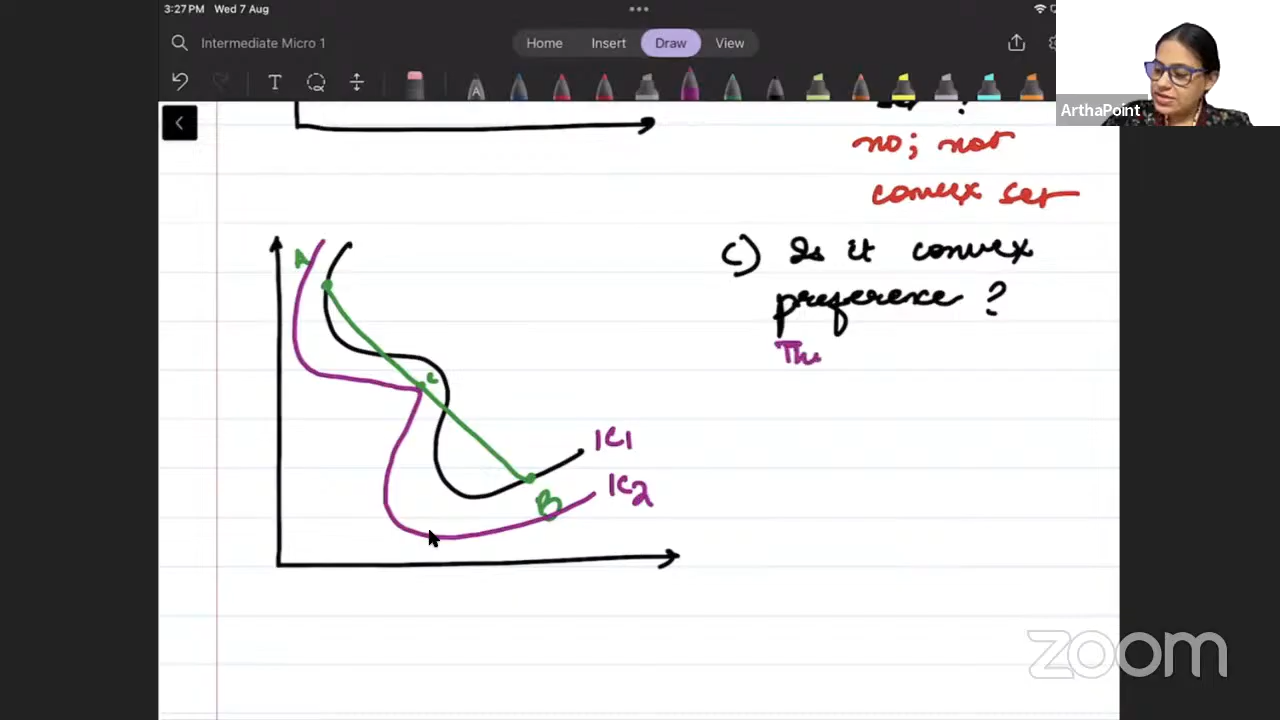 3:27 PM Wed 7 Aug
Intermediate Micro 1
Home Insert Draw View
T
A
ArthaPoint
no; not
convex set
A
C) Is it convex
preference ?
The
c
IC1
IC2
B
zoom